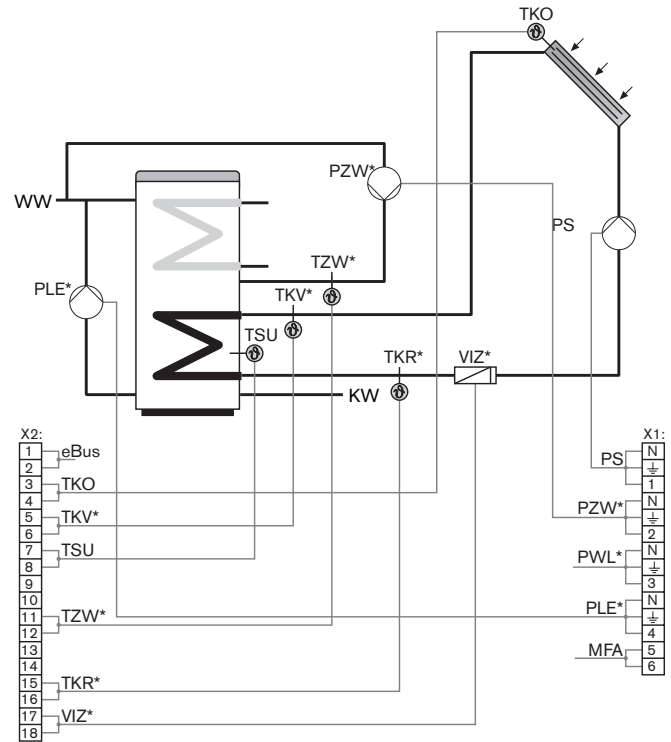 TKO
PZW*
WW
PS
TZW*
PLE*
TKV*
TSU
TKR*
VIZ*
KW
X2:
1
eBus
2
3
TKO
4
5
TKV*
6
7
TSU
8
9
10
11
TZW*
12
13
14
15
TKR*
16
17
VIZ*
18
X1:
N
PS
1
N
PZW*
2
N
PWL*
3
N
PLE*
4
MFA
5
6